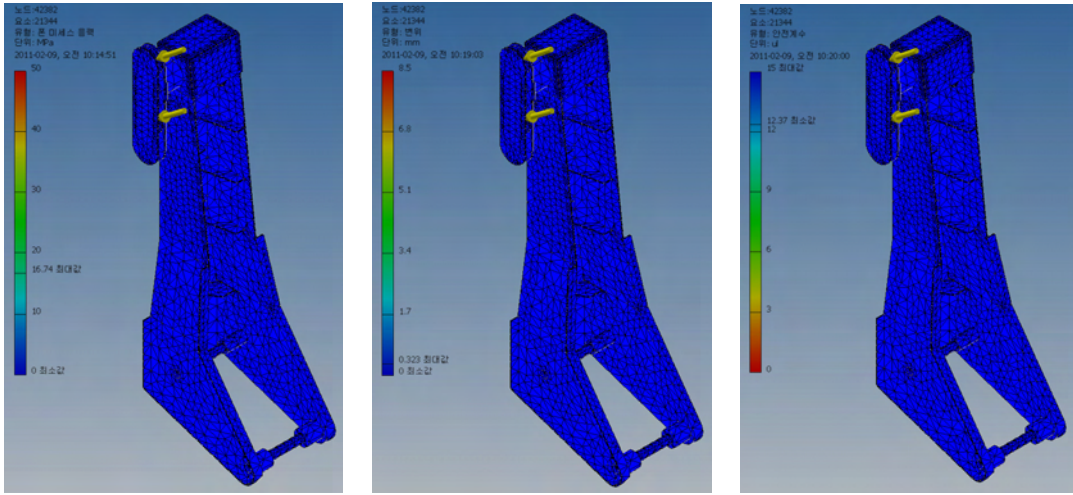 노드:42382
요소:21344
유형: 폰 미세스 응력
단위: MPa
2011-02-09, 오전 10:14:51
50
40
30
20
16.74 최대값
10
0 최소값
노드:42382
요소:21344
유형: 변위
단위: mm
2011-02-09, 오전 10:19:03
8.5
6.8
5.1
3.4
1.7
0.323 최대값
0 최소값
노드:42382
요소:21344
유형: 안전계수
단위: ul
2011-02-09, 오전 10:20:00
15 최대값
12.37 최소값
12
9
6
3
0